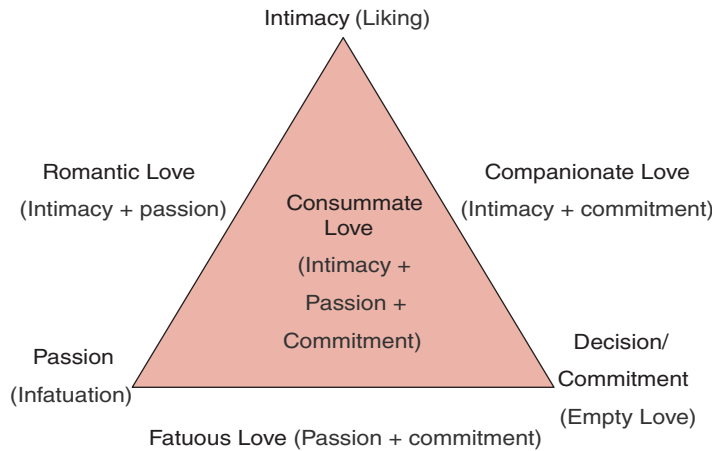 Intimacy (Liking)
Romantic Love
(Intimacy + passion)
Companionate Love
(Intimacy + commitment)
Consummate
Love
(Intimacy +
Passion +
Commitment)
Passion
(Infatuation)
Decision/
Commitment
(Empty Love)
Fatuous Love (Passion + commitment)